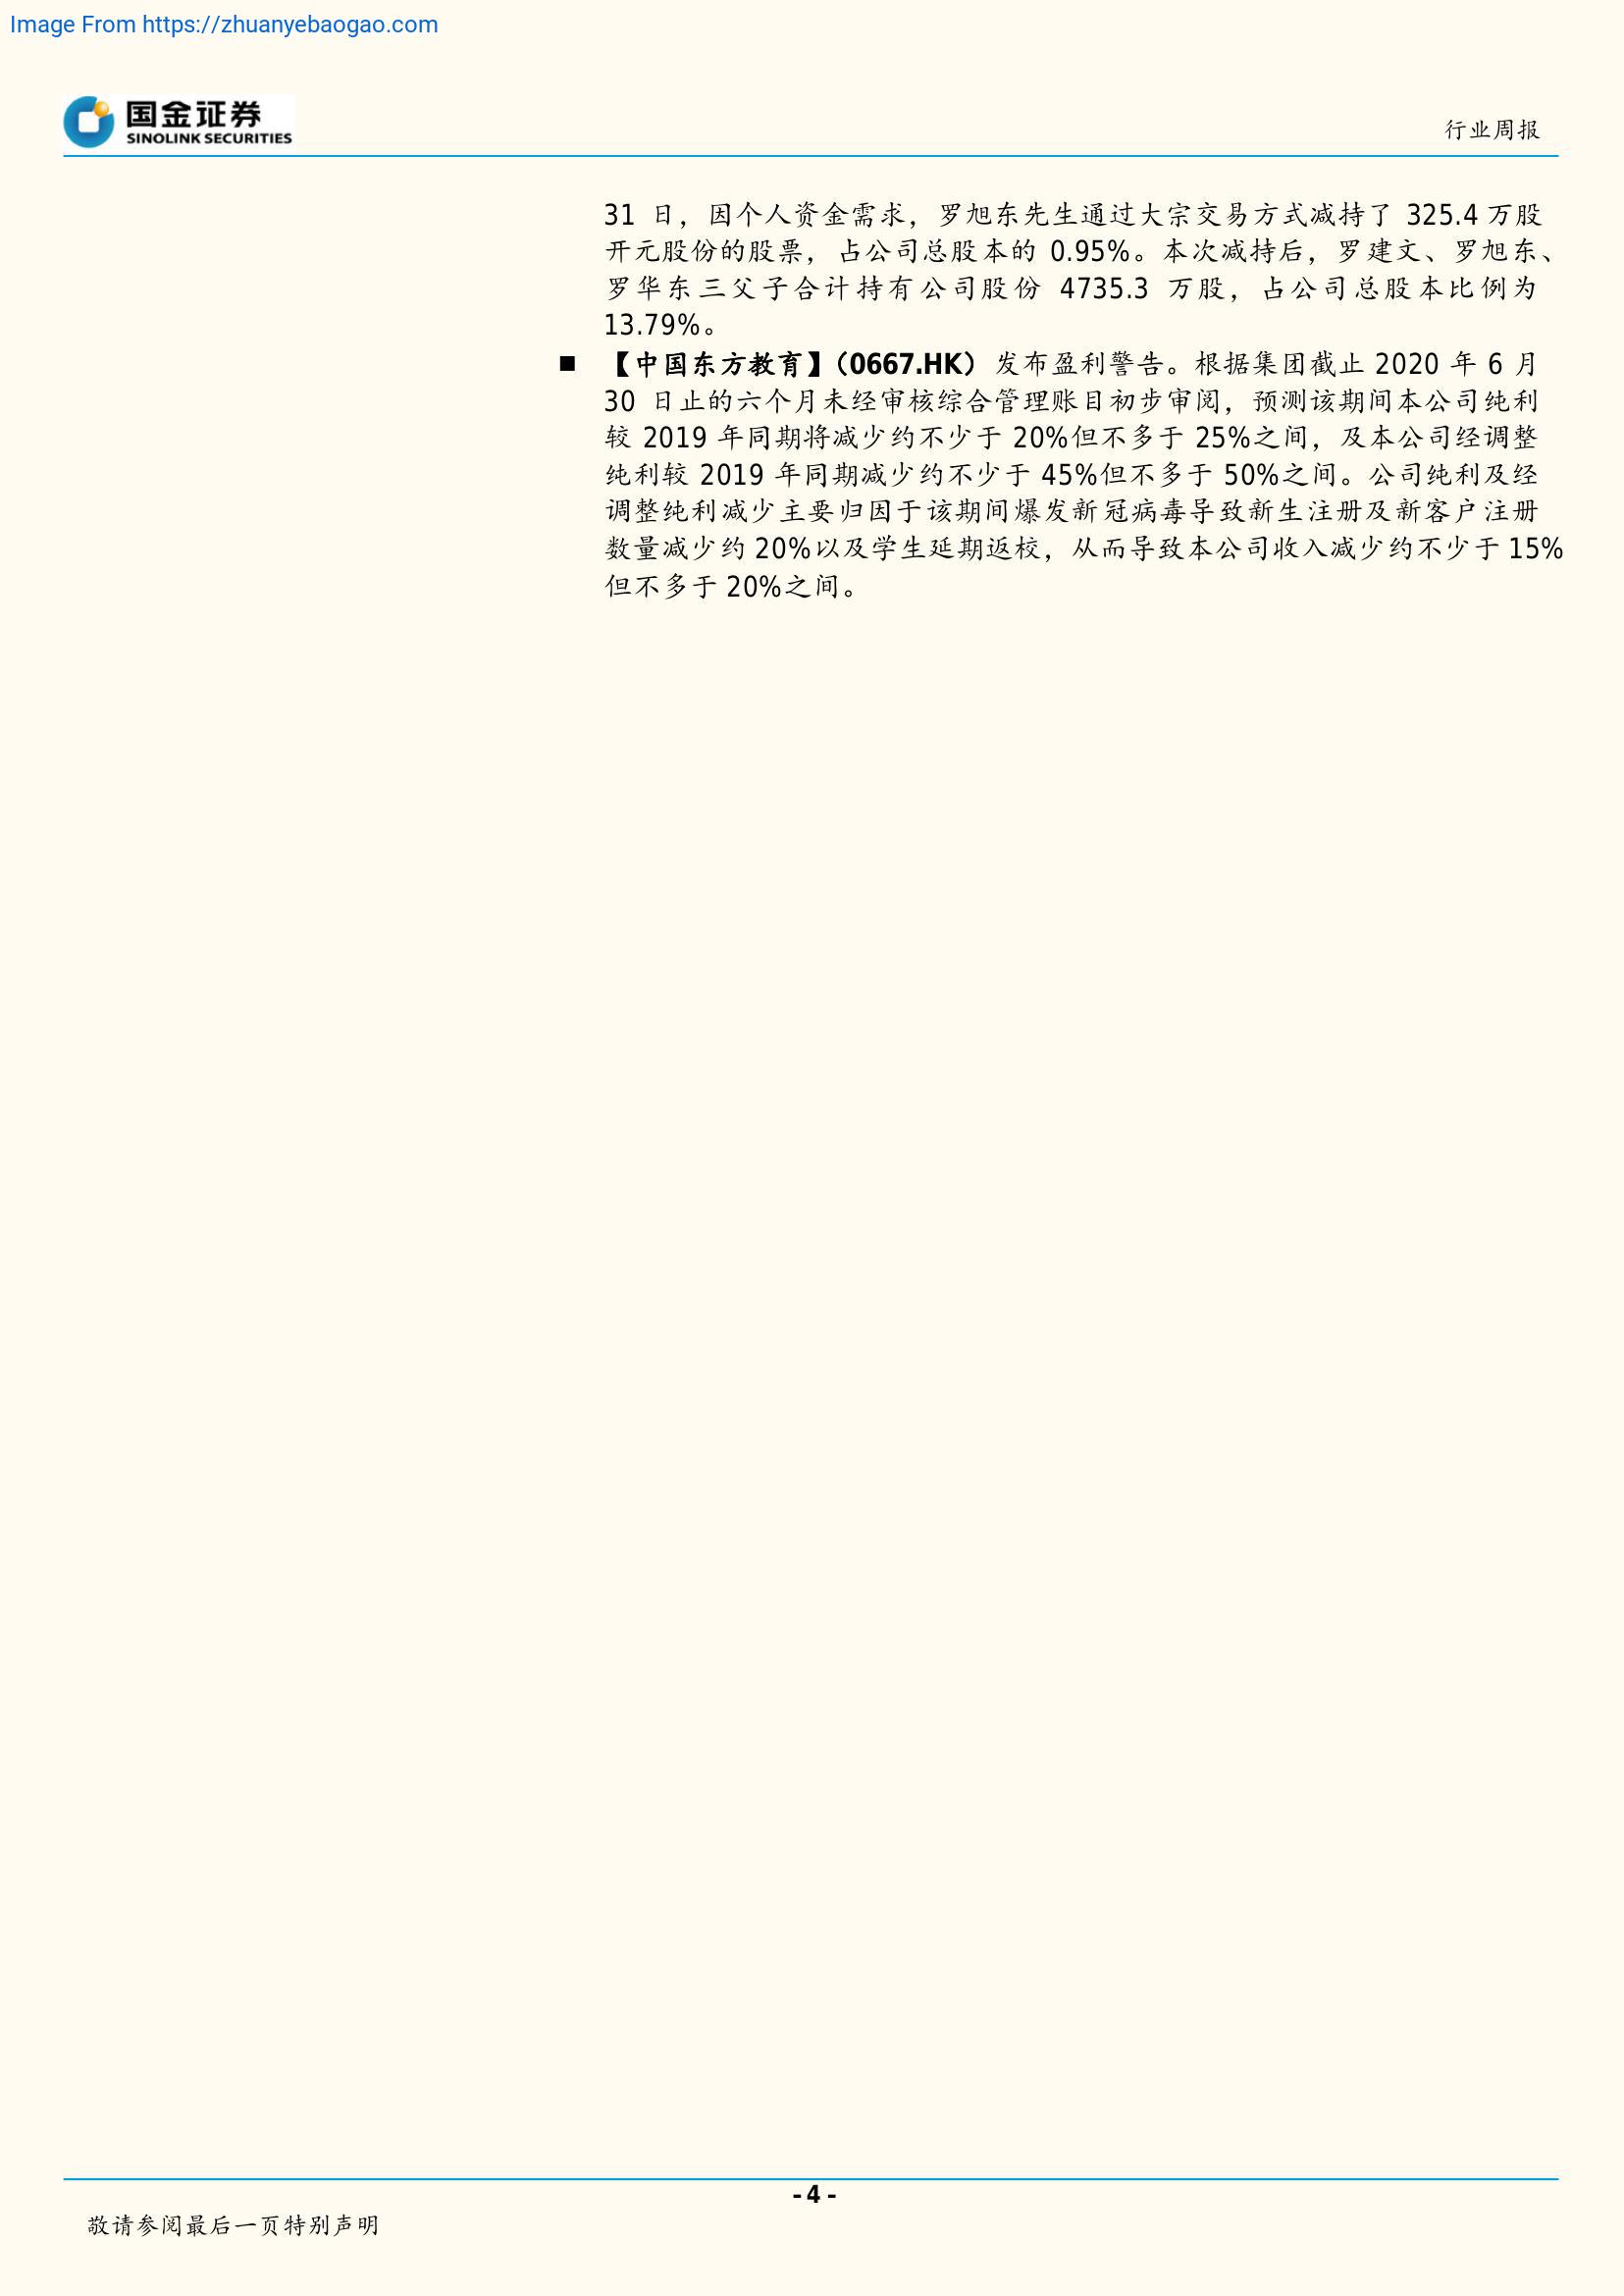 Image From https://zhuanyebaogao.com
国金证券
SINOLINK SECURITIES
行业周报
31 日，因个人资金需求，罗旭东先生通过大宗交易方式减持了 325.4 万股
开元股份的股票，占公司总股本的 0.95%。本次减持后，罗建文、罗旭东、
罗华东三父子合计持有公司股份 4735.3 万股，占公司总股本比例为
13.79%。
■ 【中国东方教育】（0667.HK）发布盈利警告。根据集团截止 2020 年 6 月
30 日止的六个月未经审核综合管理账目初步审阅，预测该期间本公司纯利
较 2019 年同期将减少约不少于 20%但不多于 25%之间，及本公司经调整
纯利较 2019 年同期减少约不少于 45%但不多于 50%之间。公司纯利及经
调整纯利减少主要归因于该期间爆发新冠病毒导致新生注册及新客户注册
数量减少约 20%以及学生延期返校，从而导致本公司收入减少约不少于 15%
但不多于 20%之间。
- 4 -
敬请参阅最后一页特别声明